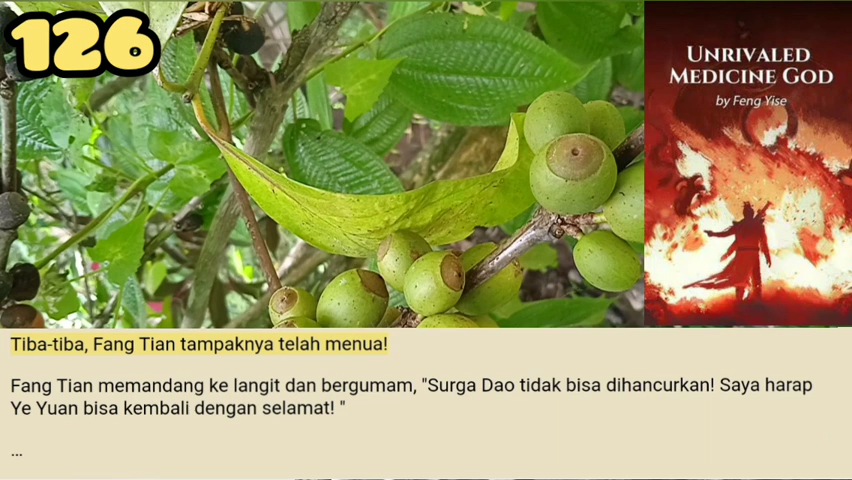 126
UNRIVALED
MEDICINE GOD
by Feng Yise
Tiba-tiba, Fang Tian tampaknya telah menua!
Fang Tian memandang ke langit dan bergumam, "Surga Dao tidak bisa dihancurkan! Saya harap
Ye Yuan bisa kembali dengan selamat! "
...